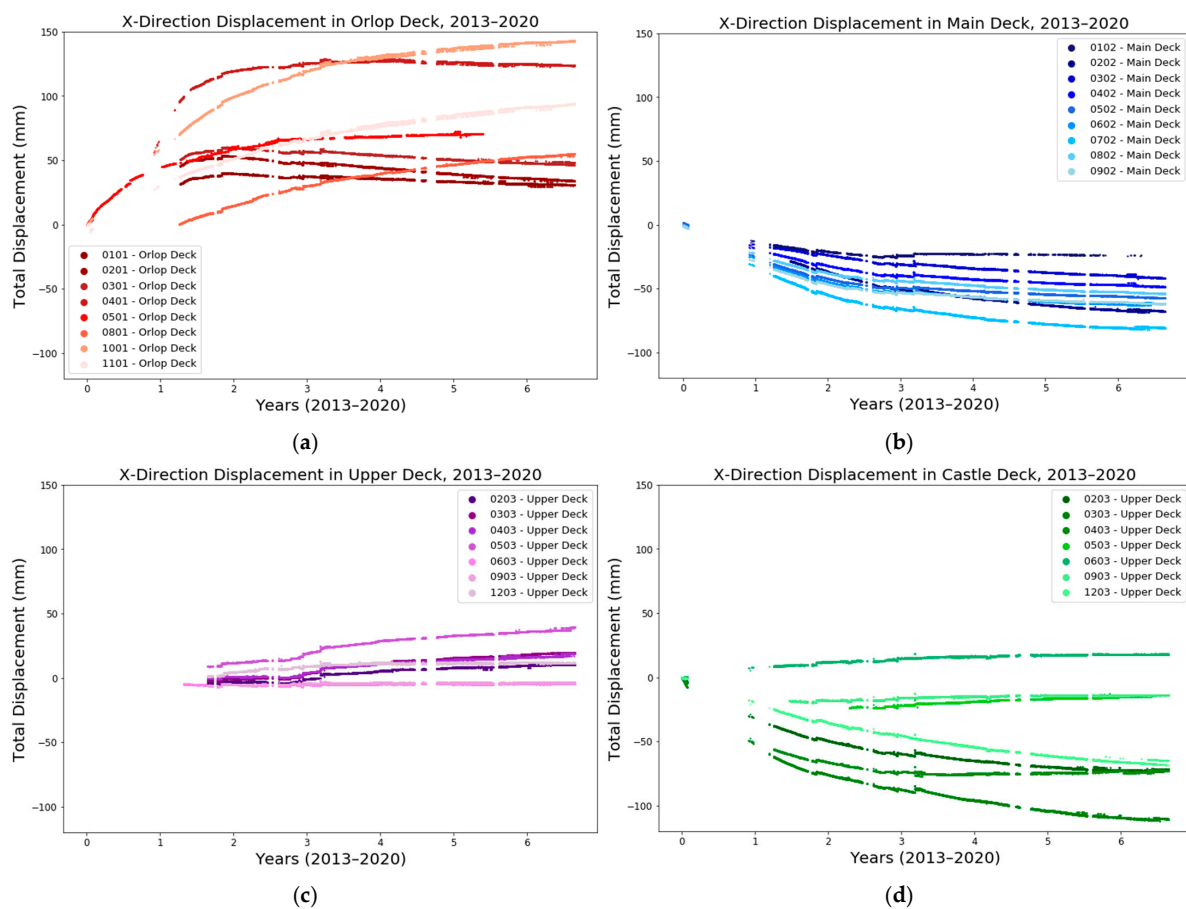 X-Direction Displacement in Orlop Deck, 2013–2020
150
100
50
0
−50
−100
Total Displacement (mm)
0101 - Orlop Deck
0201 - Orlop Deck
0301 - Orlop Deck
0401 - Orlop Deck
0501 - Orlop Deck
0801 - Orlop Deck
1001 - Orlop Deck
1101 - Orlop Deck
0 1 2 3 4 5 6
Years (2013–2020)
(a)
X-Direction Displacement in Main Deck, 2013–2020
150
100
50
0
−50
−100
Total Displacement (mm)
0102 - Main Deck
0202 - Main Deck
0302 - Main Deck
0402 - Main Deck
0502 - Main Deck
0602 - Main Deck
0702 - Main Deck
0802 - Main Deck
0902 - Main Deck
0 1 2 3 4 5 6
Years (2013–2020)
(b)
X-Direction Displacement in Upper Deck, 2013–2020
150
100
50
0
−50
−100
Total Displacement (mm)
0203 - Upper Deck
0303 - Upper Deck
0403 - Upper Deck
0503 - Upper Deck
0603 - Upper Deck
0903 - Upper Deck
1203 - Upper Deck
0 1 2 3 4 5 6
Years (2013–2020)
(c)
X-Direction Displacement in Castle Deck, 2013–2020
150
100
50
0
−50
−100
Total Displacement (mm)
0203 - Upper Deck
0303 - Upper Deck
0403 - Upper Deck
0503 - Upper Deck
0603 - Upper Deck
0903 - Upper Deck
1203 - Upper Deck
0 1 2 3 4 5 6
Years (2013–2020)
(d)